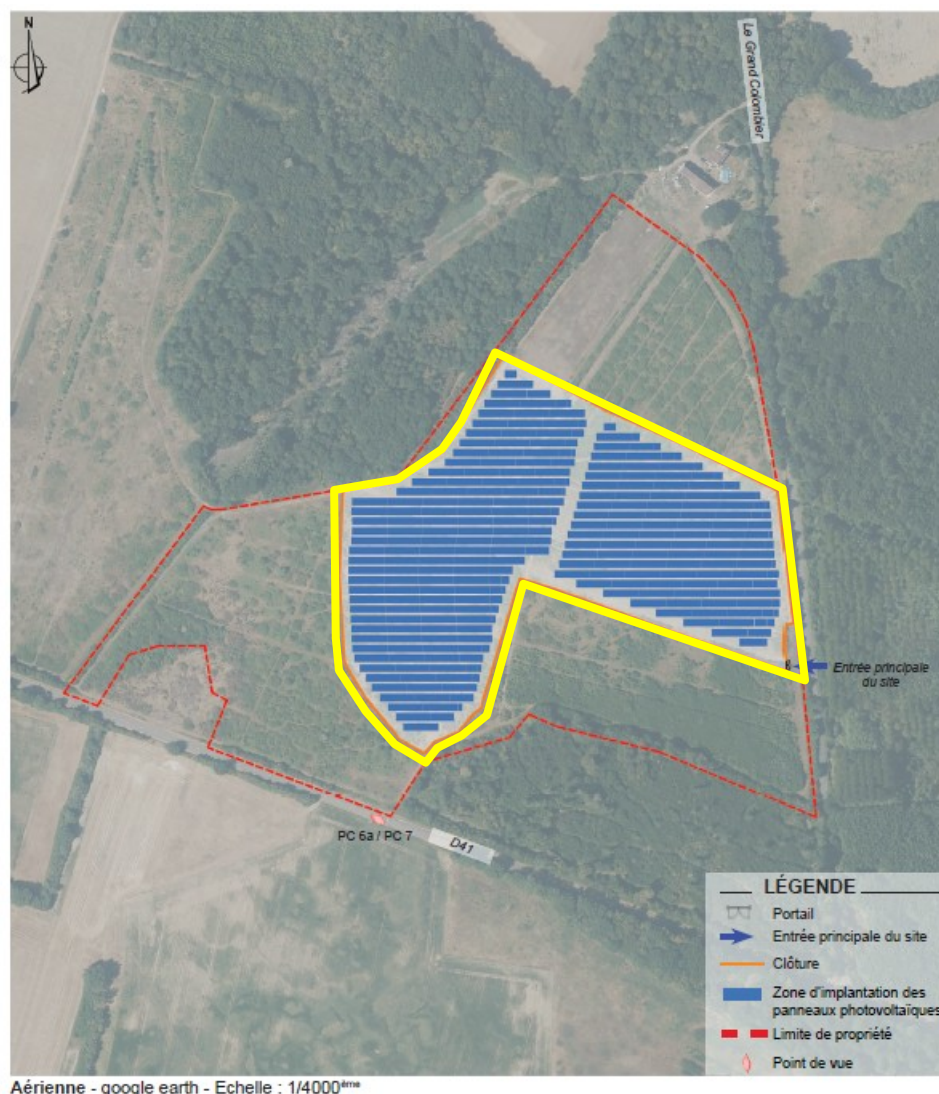 N
Le Grand Colombier
Entrée principale
du site
PC 6a / PC 7
D41
LÉGENDE
Portail
Entrée principale du site
Clôture
Zone d'implantation des
panneaux photovoltaïques
Limite de propriété
Point de vue
Aérienne - google earth - Echelle : 1/4000ème